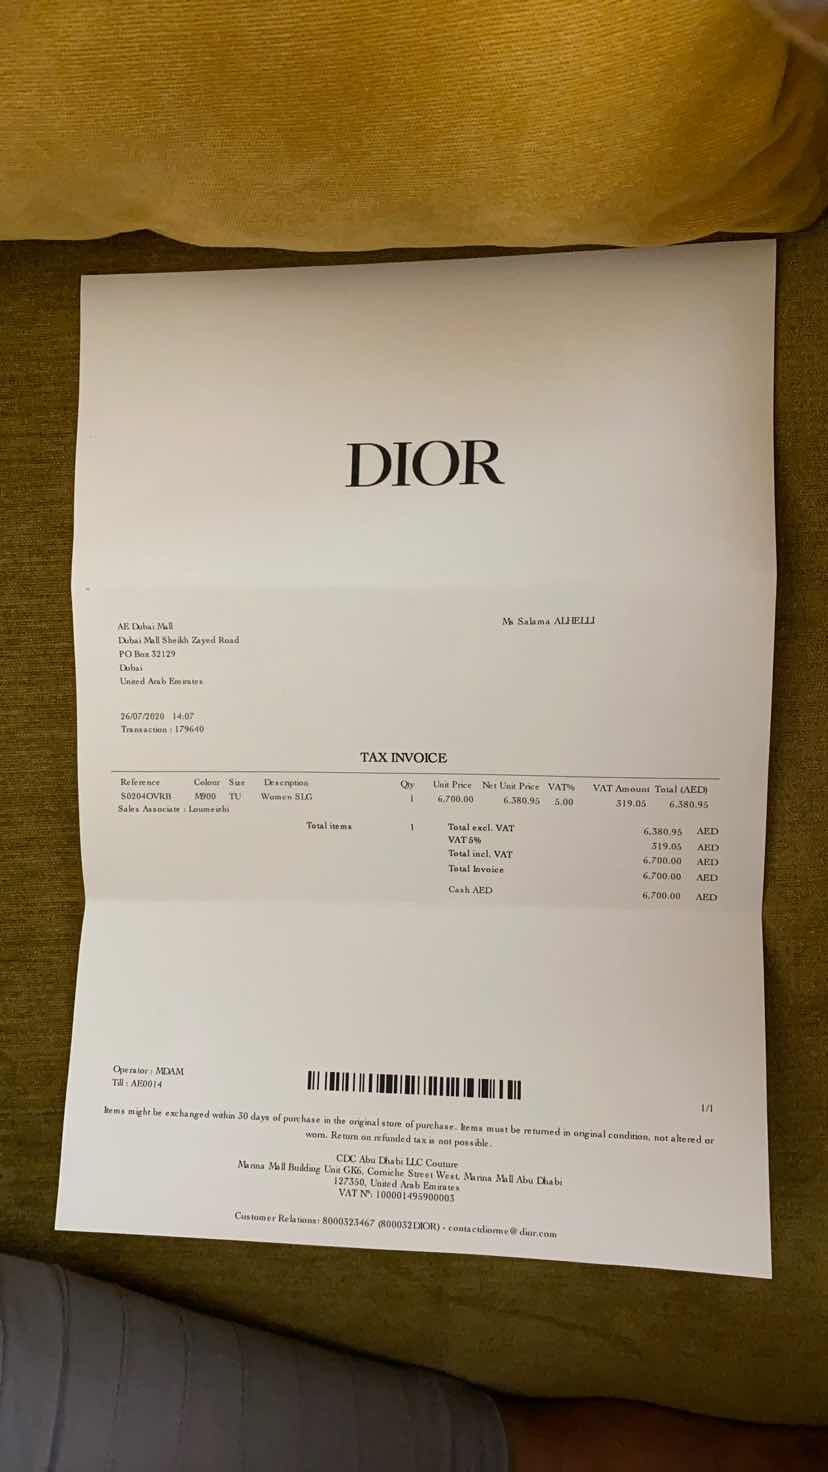 DIOR
AE Dubai Mall
Dubai Mall Sheikh Zayed Road
PO Box 32129
Dubai
United Arab Emirates
Ms Salama ALHELLI
26/07/2020 14:07
Transaction : 179640
TAX INVOICE
Reference Colour Size Description Qty Unit Price Net Unit Price VAT% VAT Amount Total (AED)
S0204OVRB M900 TU Women SLG 1 6,700.00 6,380.95 5.00 319.05 6,380.95
Sales Associate : Loumeizhi
Total items 1 Total excl. VAT 6,380.95 AED
VAT 5% 319.05 AED
Total incl. VAT 6,700.00 AED
Total Invoice 6,700.00 AED
Cash AED 6,700.00 AED
Operator : MDAM
Till : AE0014
1/1
Items might be exchanged within 30 days of purchase in the original store of purchase. Items must be returned in original condition, not altered or
worn. Return on refunded tax is not possible.
CDC Abu Dhabi LLC Couture
Marina Mall Building Unit GK6, Corniche Street West, Marina Mall Abu Dhabi
127350, United Arab Emirates
VAT N°: 100001495900003
Customer Relations: 8000323467 (800032DIOR) - contactdiorme@dior.com